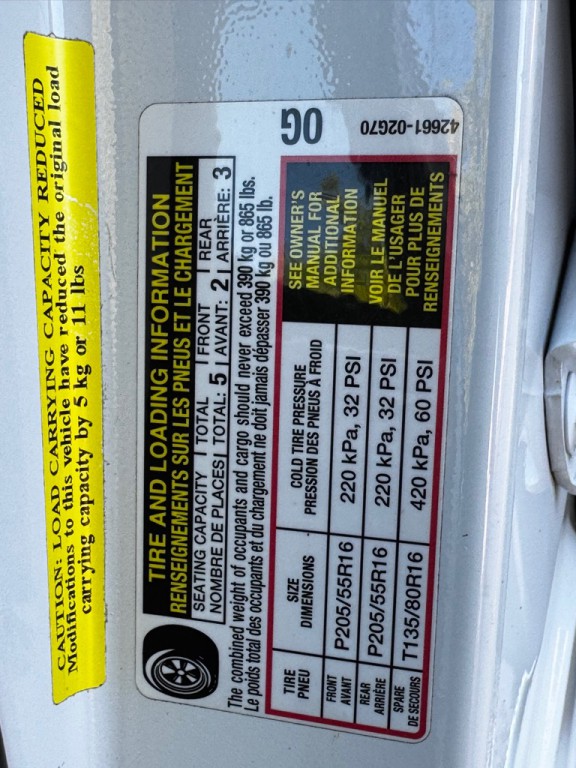 CAUTION: LOAD CARRYING CAPACITY REDUCED
Modifications to this vehicle have reduced the original load
carrying capacity by 5 kg or 11 lbs
OG
42661-02G70
TIRE AND LOADING INFORMATION
RENSEIGNEMENTS SUR LES PNEUS ET LE CHARGEMENT
SEATING CAPACITY | TOTAL | FRONT | REAR
NOMBRE DE PLACES | TOTAL: 5 | AVANT: 2 | ARRIÈRE: 3
The combined weight of occupants and cargo should never exceed 390 kg or 865 lbs.
Le poids total des occupants et du chargement ne doit jamais dépasser 390 kg ou 865 lb.
TIRE
PNEU
SIZE
DIMENSIONS
COLD TIRE PRESSURE
PRESSION DES PNEUS À FROID
FRONT
AVANT
P205/55R16
220 kPa, 32 PSI
REAR
ARRIÈRE
P205/55R16
220 kPa, 32 PSI
SPARE
DE SECOURS
T135/80R16
420 kPa, 60 PSI
SEE OWNER'S
MANUAL FOR
ADDITIONAL
INFORMATION
VOIR LE MANUEL
DE L'USAGER
POUR PLUS DE
RENSEIGNEMENTS